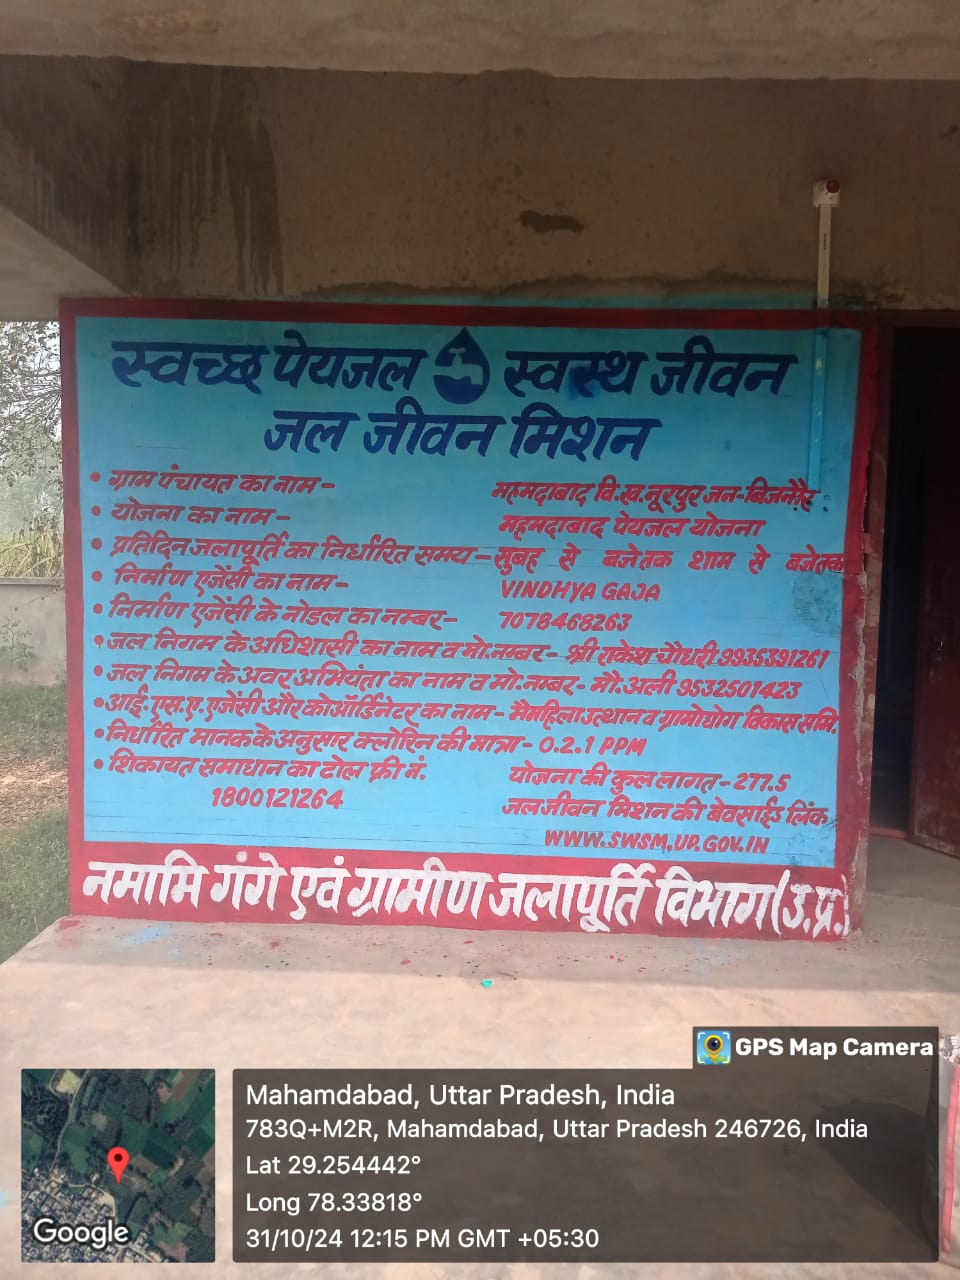 स्वच्छ पेयजल स्वस्थ जीवन
जल जीवन मिशन
• ग्राम पंचायत का नाम - महमदाबाद वि.ख.नूरपुर जन-बिजनौर
• योजना का नाम - महमदाबाद पेयजल योजना
• प्रतिदिन जलापूर्ति का निर्धारित समय - सुबह से बजे तक शाम से बजे तक
• निर्माण एजेंसी का नाम - VINDHYA GAJA
• निर्माण एजेंसी के नोडल का नम्बर - 7078468263
• जल निगम के अधिशासी का नाम व मो.नम्बर - श्री राकेश चौधरी 9935391261
• जल निगम के अवर अभियंता का नाम व मो.नम्बर - मौ.अली 9532501423
• आई.एस.ए.एजेंसी और कोऑर्डिनेटर का नाम - मैमहिला उत्थान व ग्रामोद्योग विकास समि.
• निर्धारित मानक के अनुसार क्लोरिन की मात्रा - 0.2.1 PPM
• शिकायत समाधान का टोल फ्री नं. योजना की कुल लागत - 277.5
1800121264 जल जीवन मिशन की बेवसाईड लिंक
WWW.SWSM.UP.GOV.IN
नमामि गंगे एवं ग्रामीण जलापूर्ति विभाग (उ.प्र.)
GPS Map Camera
Mahamdabad, Uttar Pradesh, India
783Q+M2R, Mahamdabad, Uttar Pradesh 246726, India
Lat 29.254442°
Long 78.33818°
31/10/24 12:15 PM GMT +05:30
Google